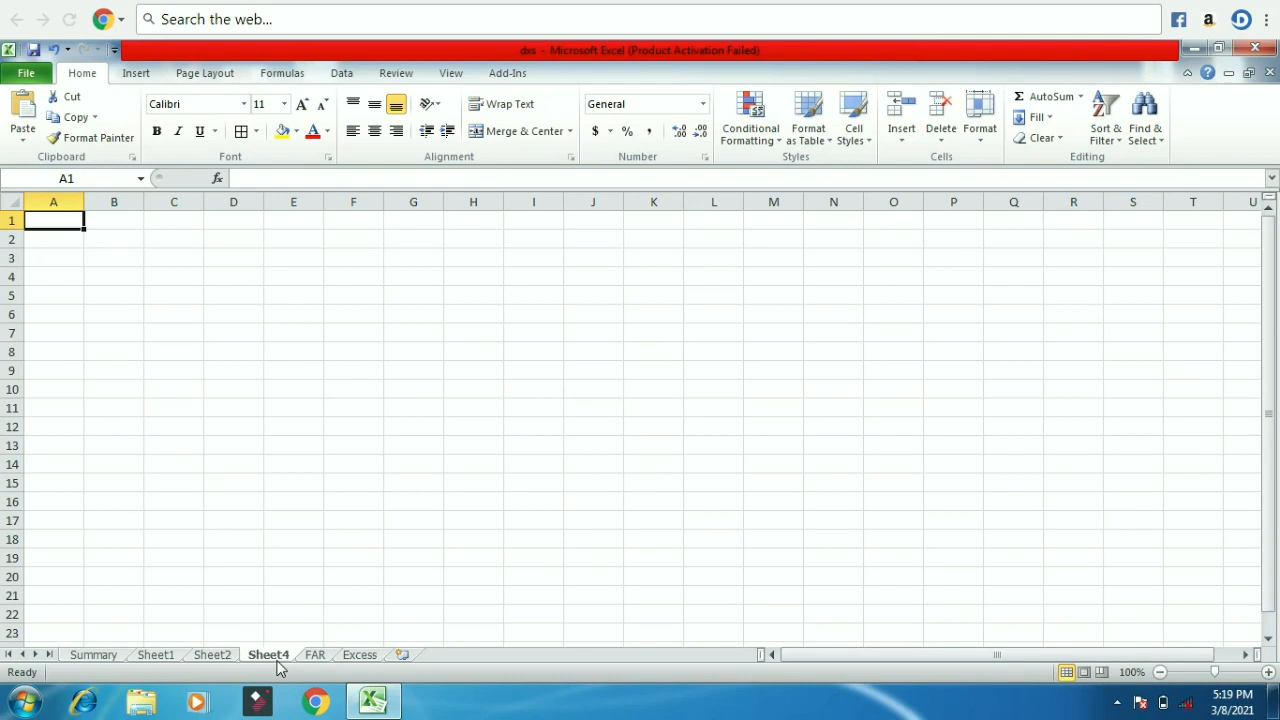 Search the web...
dxs - Microsoft Excel (Product Activation Failed)
File Home Insert Page Layout Formulas Data Review View Add-Ins
Paste
Cut
Copy
Format Painter
Clipboard
Calibri 11
B I U
Font
Wrap Text
Merge & Center
Alignment
General
$ % ,
Number
Conditional Formatting
Format as Table
Cell Styles
Styles
Insert Delete Format
Cells
Σ AutoSum
Fill
Clear
Sort & Filter
Find & Select
Editing
A1 fx
A B C D E F G H I J K L M N O P Q R S T U
1
2
3
4
5
6
7
8
9
10
11
12
13
14
15
16
17
18
19
20
21
22
23
Summary Sheet1 Sheet2 Sheet4 FAR Excess
Ready 100%
5:19 PM
3/8/2021